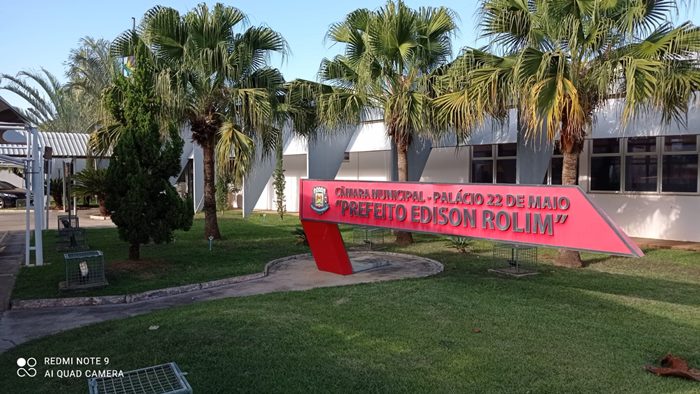 CÂMARA MUNICIPAL - PALÁCIO 22 DE MAIO
"PREFEITO EDISON ROLIM"
REDMI NOTE 9
AI QUAD CAMERA